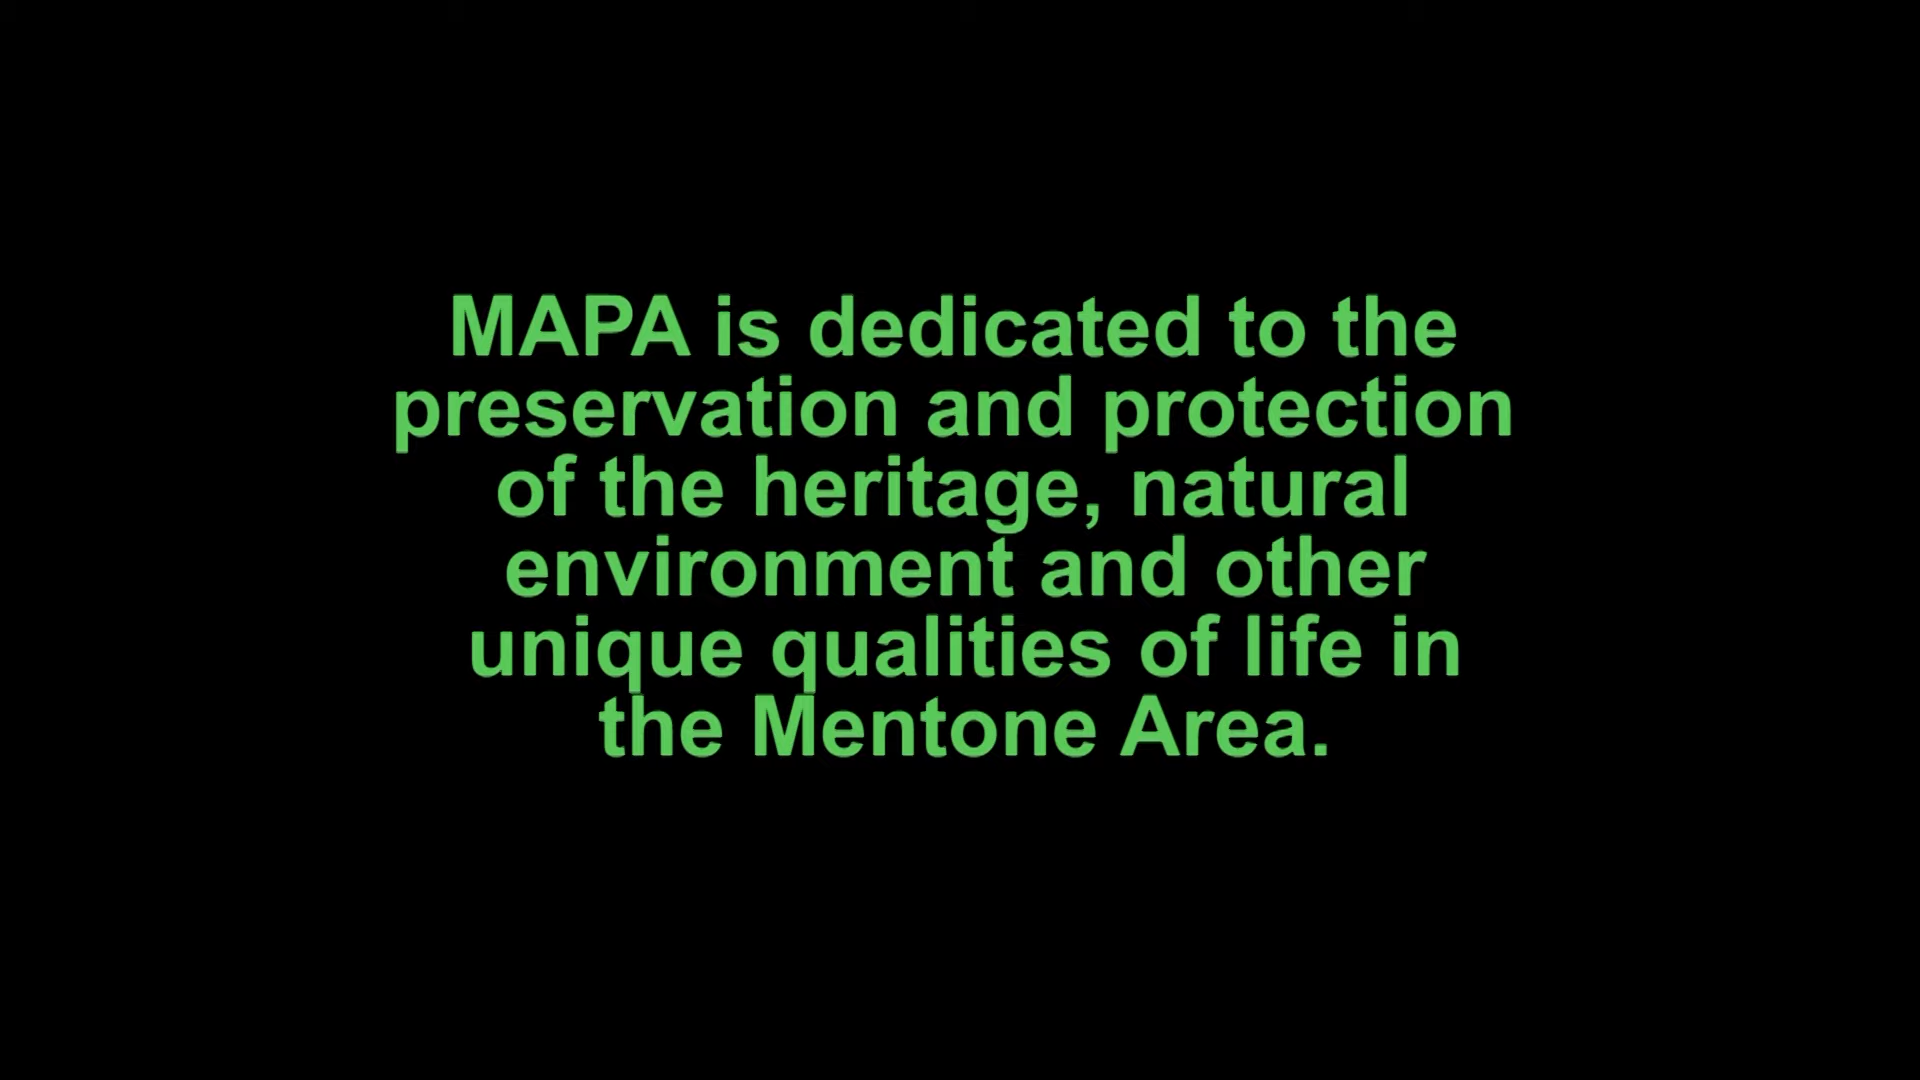 MAPA is dedicated to the
preservation and protection
of the heritage, natural
environment and other
unique qualities of life in
the Mentone Area.